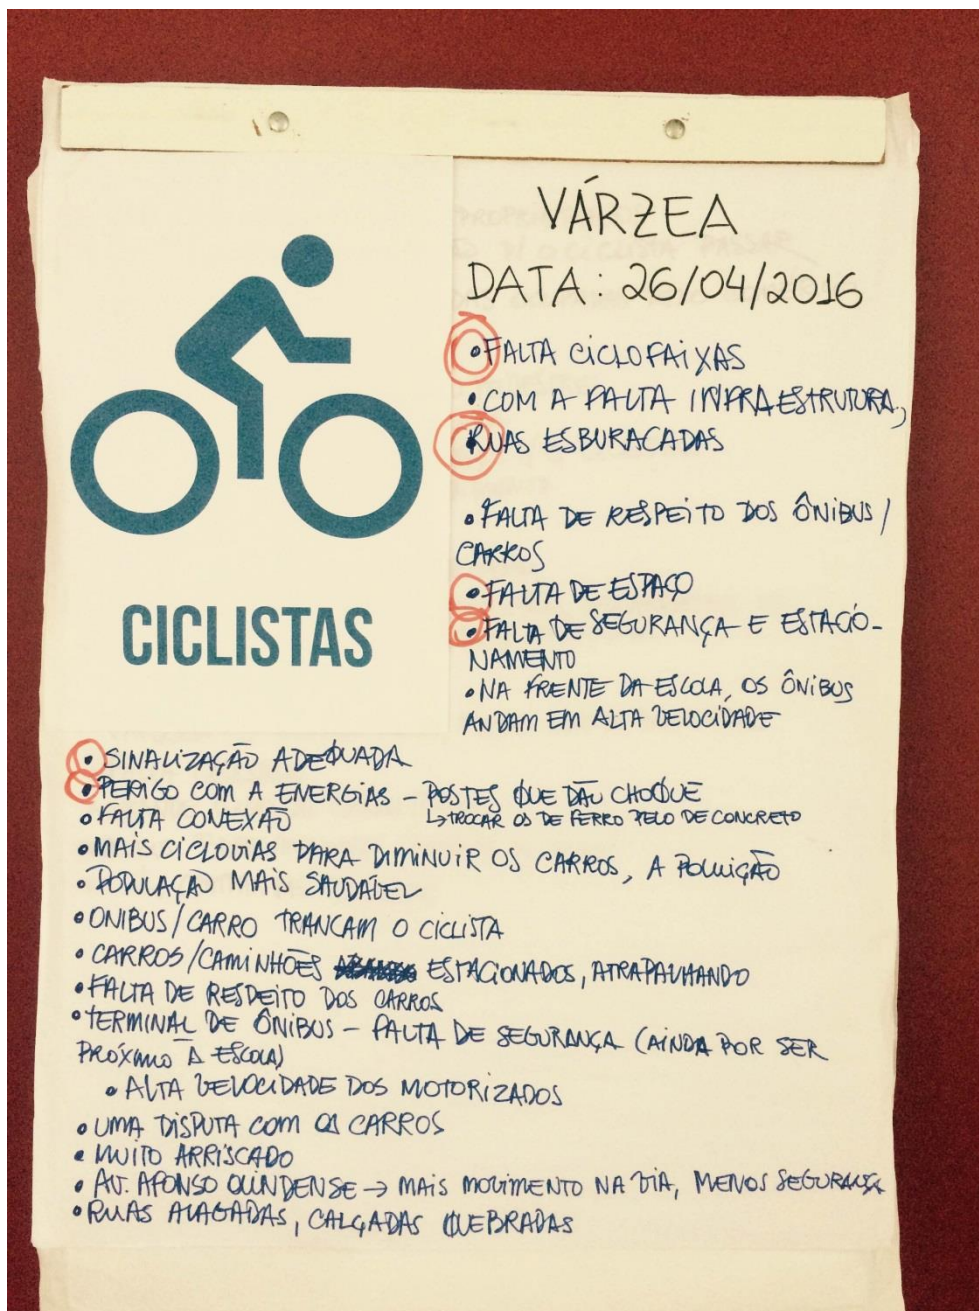 VÁRZEA
DATA: 26/04/2016
• FALTA CICLOFAIXAS
• COM A FALTA INFRAESTRUTURA,
RUAS ESBURACADAS
• FALTA DE RESPEITO DOS ÔNIBUS/
CARROS
• FALTA DE ESPAÇO
• FALTA DE SEGURANÇA E ESTACIO-
NAMENTO
• NA FRENTE DA ESCOLA, OS ÔNIBUS
ANDAM EM ALTA VELOCIDADE
CICLISTAS
• SINALIZAÇÃO ADEQUADA
• PERIGO COM A ENERGIAS – POSTES QUE DÃO CHOQUE
↳ TROCAR OS DE FERRO PELO DE CONCRETO
• FALTA CONEXÃO
• MAIS CICLOVIAS PARA DIMINUIR OS CARROS, A POLUIÇÃO
• POPULAÇÃO MAIS SAUDÁVEL
• ONIBUS/CARRO TRANCAM O CICLISTA
• CARROS/CAMINHÕES ESTACIONADOS, ATRAPALHANDO
• FALTA DE RESPEITO DOS CARROS
• TERMINAL DE ÔNIBUS – FALTA DE SEGURANÇA (AINDA POR SER
PRÓXIMO À ESCOLA)
• ALTA VELOCIDADE DOS MOTORIZADOS
• UMA DISPUTA COM OS CARROS
• MUITO ARRISCADO
• AV. AFONSO OLINDENSE → MAIS MOVIMENTO NA VIA, MENOS SEGURANÇA
• RUAS ALAGADAS, CALÇADAS QUEBRADAS